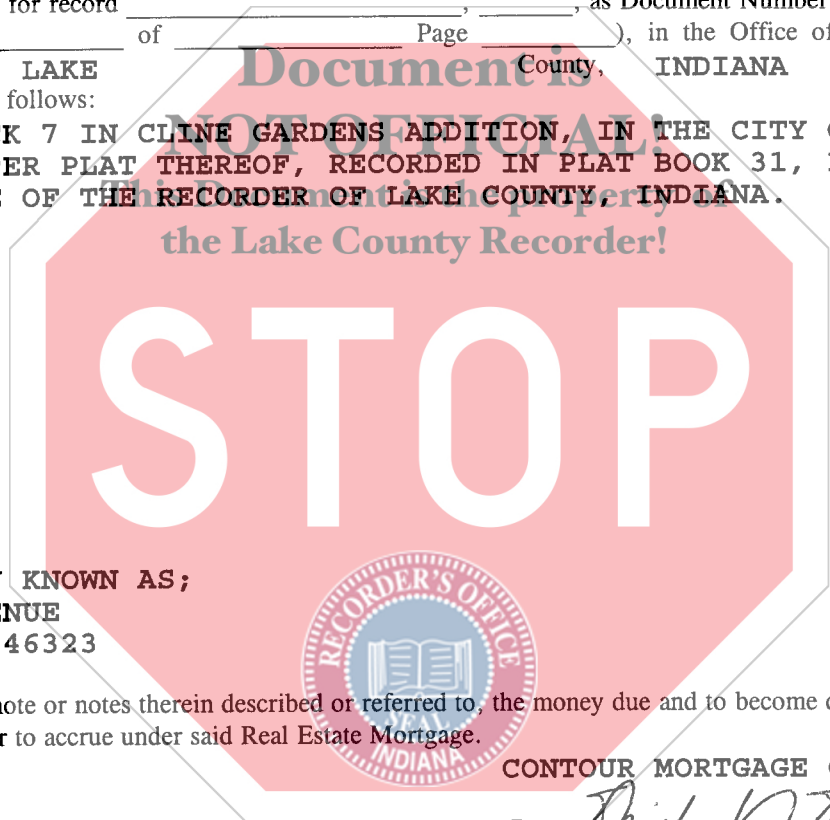 for record , , as Document Number
of Page ), in the Office of
LAKE County, INDIANA
follows:
K 7 IN CLINE GARDENS ADDITION, IN THE CITY
ER PLAT THEREOF, RECORDED IN PLAT BOOK 31,
OF THE RECORDER OF LAKE COUNTY, INDIANA.
Document is
NOT OFFICIAL!
This Document is the property of
the Lake County Recorder!
STOP
KNOWN AS;
ENUE
46323
RECORDER'S OFFICE
SEAL
INDIANA
note or notes therein described or referred to, the money due and to become
r to accrue under said Real Estate Mortgage.
CONTOUR MORTGAGE